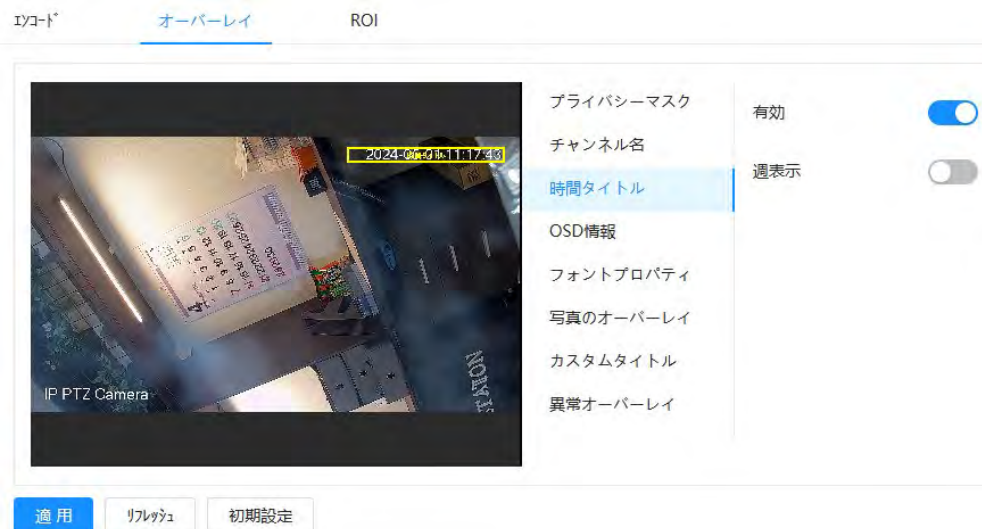 ｴﾝｺｰﾄﾞ
オーバーレイ
ROI
プライバシーマスク
チャンネル名
時間タイトル
OSD情報
フォントプロパティ
写真のオーバーレイ
カスタムタイトル
異常オーバーレイ
有効
週表示
IP PTZ Camera
適用
ﾘﾌﾚｯｼｭ
初期設定